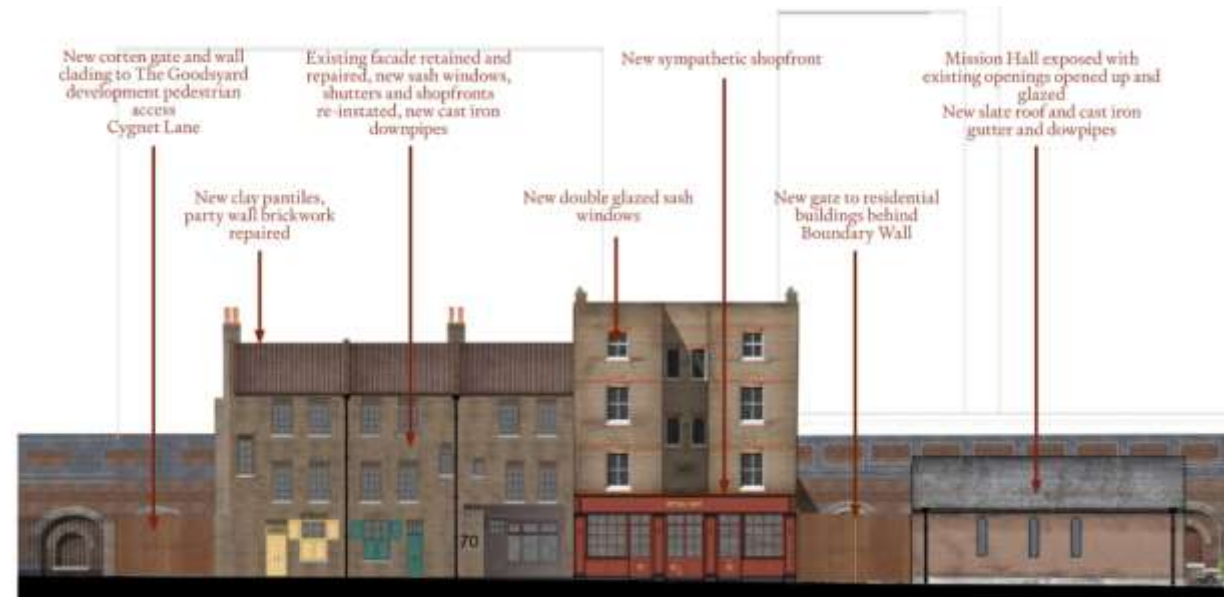 New corten gate and wall
clading to The Goodsyard
development pedestrian
access
Cygnet Lane
Existing facade retained and
repaired, new sash windows,
shutters and shopfronts
re-instated, new cast iron
downpipes
New sympathetic shopfront
Mission Hall exposed with
existing openings opened up and
glazed
New slate roof and cast iron
gutter and dowpipes
New clay pantiles,
party wall brickwork
repaired
New double glazed sash
windows
New gate to residential
buildings behind
Boundary Wall
70